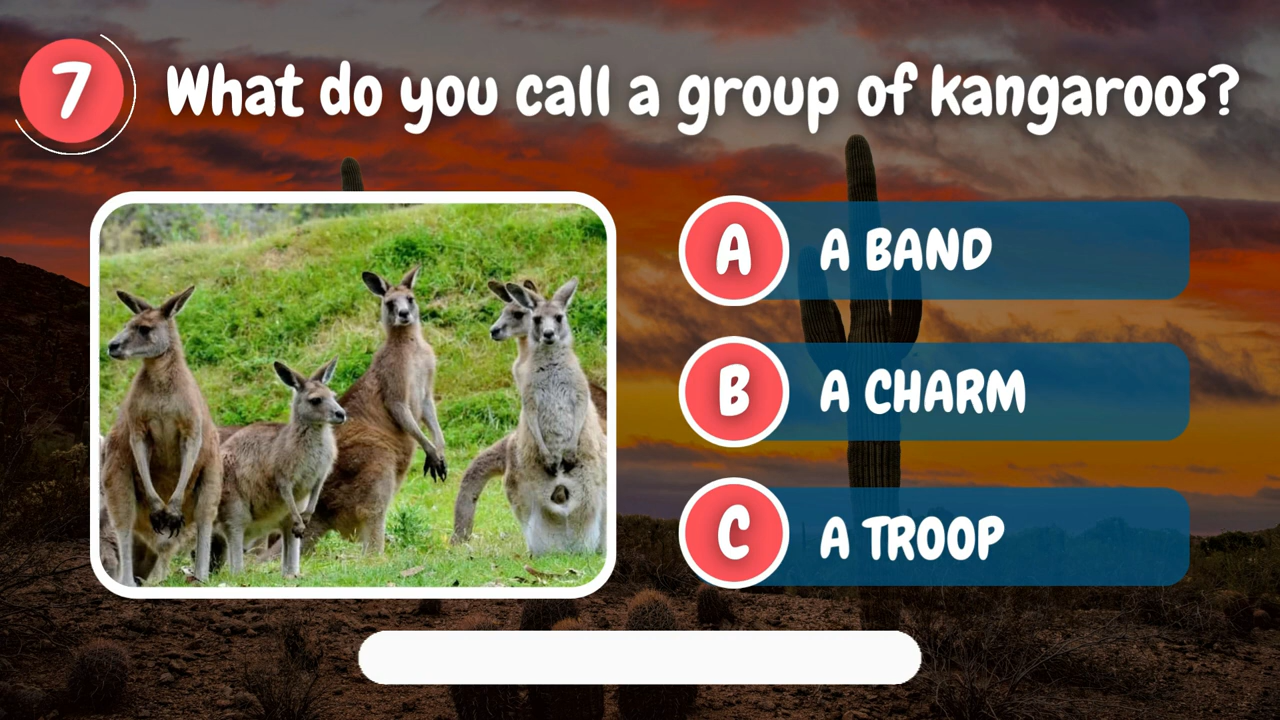 7
What do you call a group of kangaroos?
A
A BAND
B
A CHARM
C
A TROOP